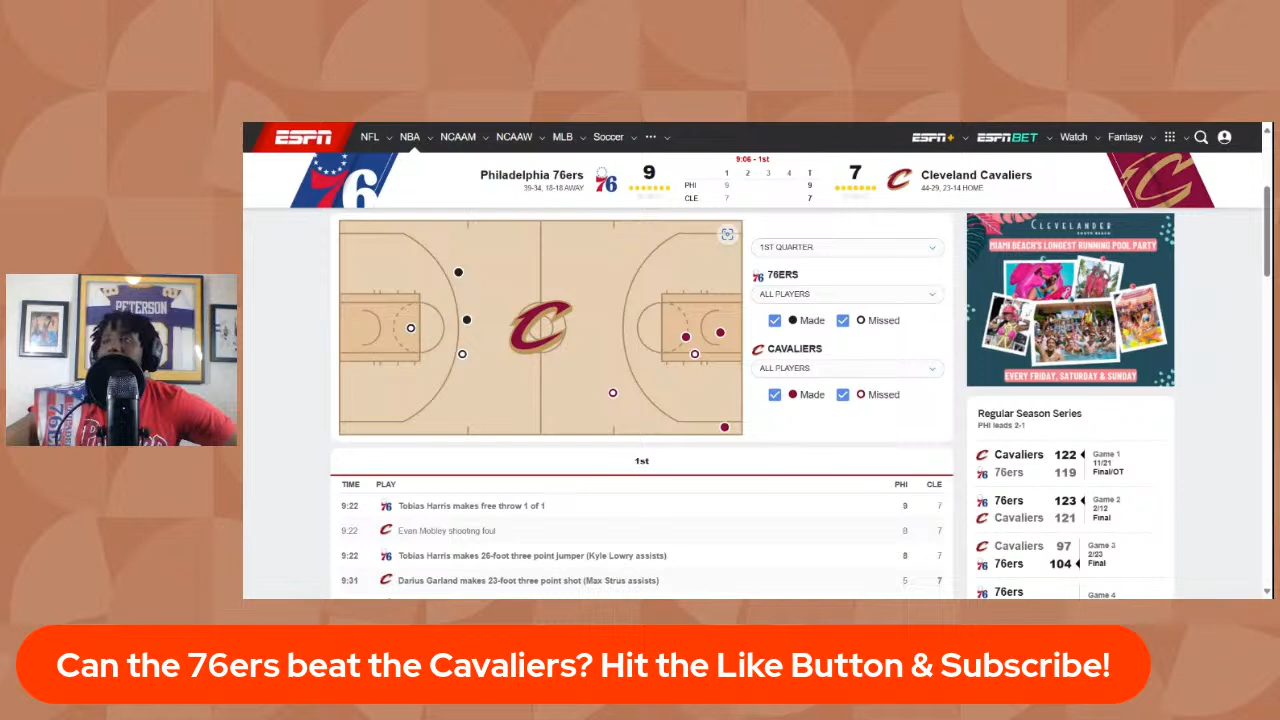 ESPN NFL NBA NCAAM NCAAW MLB Soccer ESPN+ ESPNBET Watch Fantasy
9:06 - 1st
Philadelphia 76ers 76 9 1 2 3 4 T 7 Cleveland Cavaliers
39-34, 18-18 AWAY PHI 9 9 44-29, 23-14 HOME
CLE 7 7
1ST QUARTER
76 76ERS
ALL PLAYERS
Made Missed
CAVALIERS
ALL PLAYERS
Made Missed
CLEVELANDER
SOUTH BEACH
MIAMI BEACH'S LONGEST RUNNING POOL PARTY
EVERY FRIDAY, SATURDAY & SUNDAY
PETERSON
76
1st
TIME PLAY PHI CLE
9:22 Tobias Harris makes free throw 1 of 1 9 7
9:22 Evan Mobley shooting foul 8 7
9:22 Tobias Harris makes 26-foot three point jumper (Kyle Lowry assists) 8 7
9:31 Darius Garland makes 23-foot three point shot (Max Strus assists) 5 7
Regular Season Series
PHI leads 2-1
Cavaliers 122 Game 1
76ers 119 11/21
Final/OT
76ers 123 Game 2
Cavaliers 121 2/12
Final
Cavaliers 97 Game 3
76ers 104 2/23
Final
76ers Game 4
Can the 76ers beat the Cavaliers? Hit the Like Button & Subscribe!